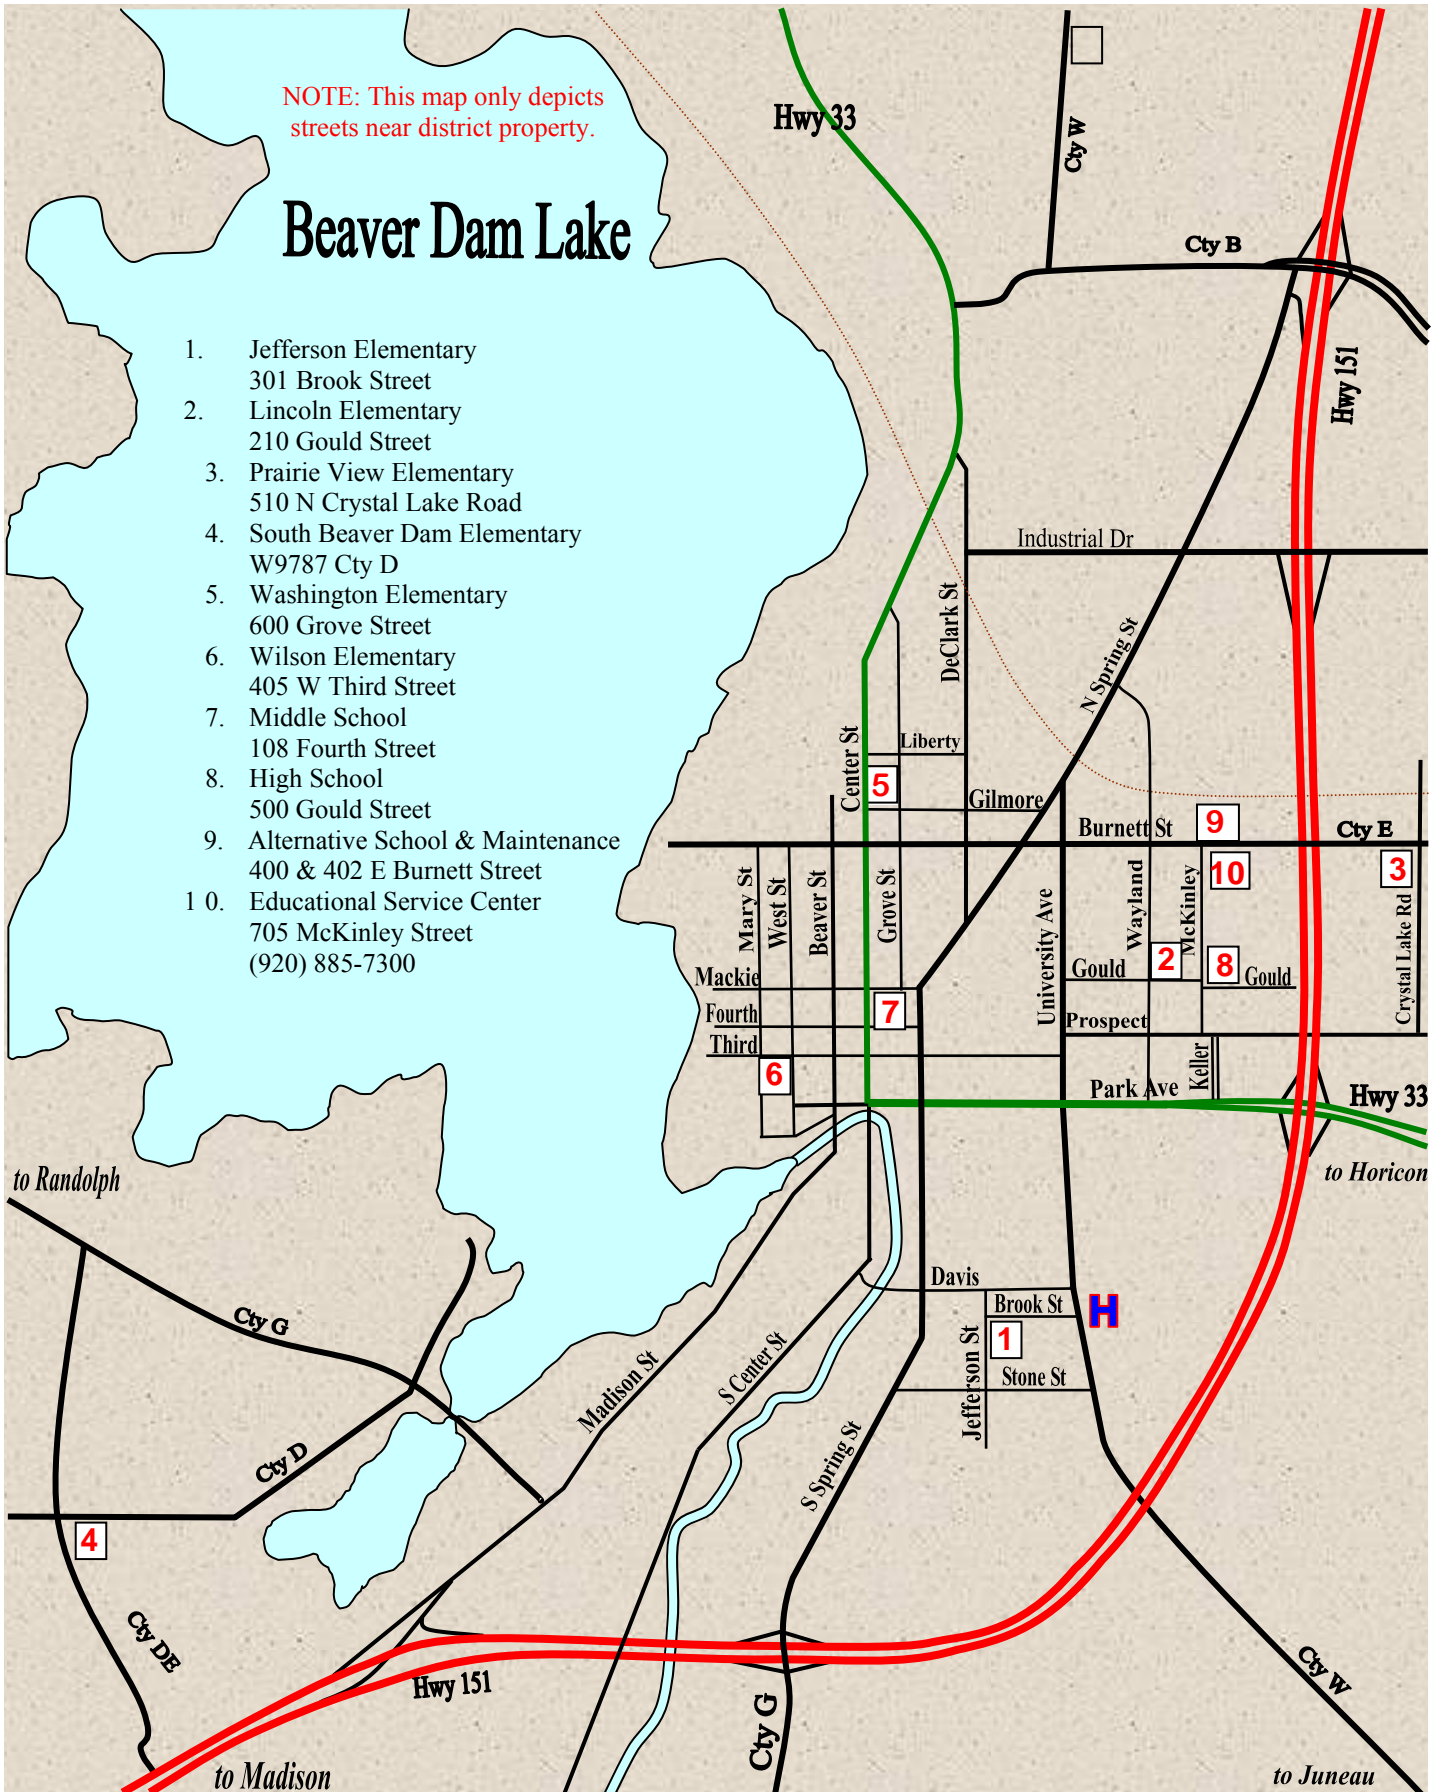 NOTE: This map only depicts
streets near district property.
Hwy 33
Cty W
Beaver Dam Lake
Cty B
Hwy 151
1. Jefferson Elementary
301 Brook Street
2. Lincoln Elementary
210 Gould Street
3. Prairie View Elementary
510 N Crystal Lake Road
4. South Beaver Dam Elementary
W9787 Cty D
5. Washington Elementary
600 Grove Street
6. Wilson Elementary
405 W Third Street
7. Middle School
108 Fourth Street
8. High School
500 Gould Street
9. Alternative School & Maintenance
400 & 402 E Burnett Street
1 0. Educational Service Center
705 McKinley Street
(920) 885-7300
Industrial Dr
DeClark St
N Spring St
Center St
Liberty
5
Gilmore
Burnett St
9
Cty E
Mary St
West St
Beaver St
Grove St
University Ave
Wayland
McKinley
10
3
Crystal Lake Rd
Mackie
Gould
2
8
Gould
Fourth
7
Prospect
Third
6
Keller
Park Ave
Hwy 33
to Randolph
to Horicon
Davis
Brook St
H
Cty G
1
Jefferson St
Stone St
Madison St
S Center St
Cty D
S Spring St
4
Cty DE
Hwy 151
Cty G
Cty W
to Madison
to Juneau